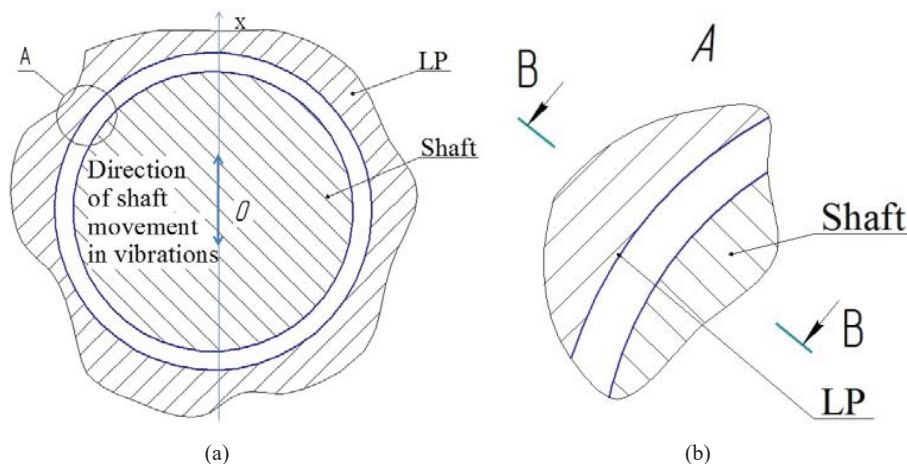 x
A
LP
Shaft
Direction
of shaft
movement
in vibrations
0
(a)
A
B
Shaft
B
LP
(b)